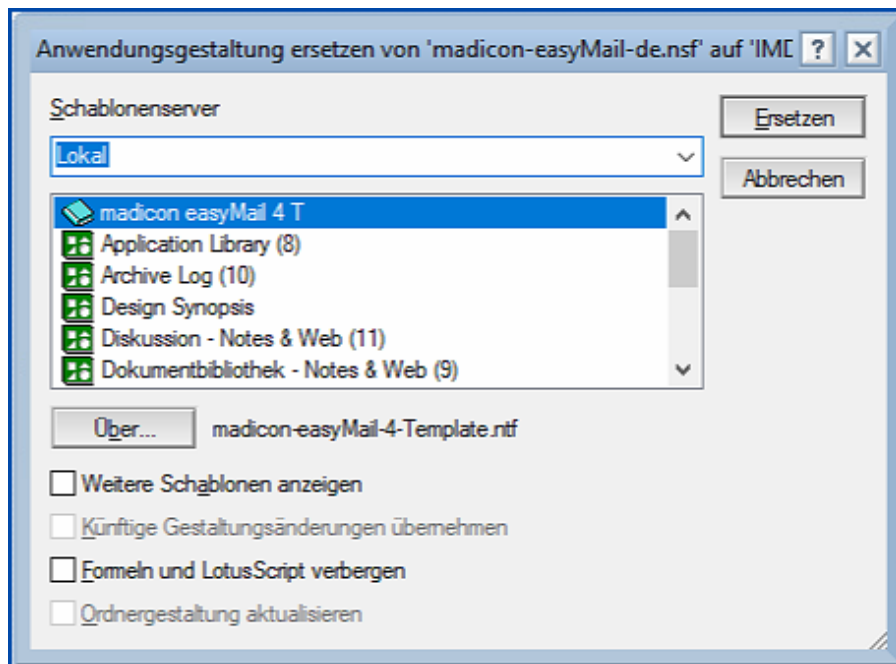 Anwendungsgestaltung ersetzen von 'madicon-easyMail-de.nsf' auf 'IME
Schablonenserver
Ersetzen
Lokal
Abbrechen
madicon easyMail 4 T
Application Library (8)
Archive Log (10)
Design Synopsis
Diskussion - Notes & Web (11)
Dokumentbibliothek - Notes & Web (9)
Über... madicon-easyMail-4-Template.ntf
Weitere Schablonen anzeigen
Künftige Gestaltungsänderungen übernehmen
Formeln und LotusScript verbergen
Ordnergestaltung aktualisieren